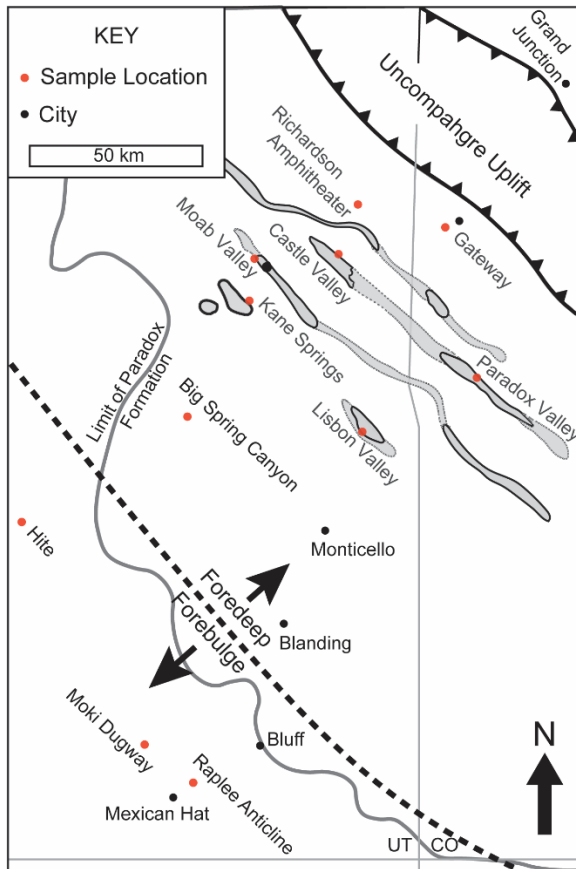 KEY
Sample Location
City
50 km
Grand
Junction
Uncompahgre Uplift
Richardson
Amphitheater
Gateway
Moab Valley
Castle Valley
Kane Springs
Paradox Valley
Lisbon Valley
Limit of Paradox
Formation
Big Spring Canyon
Hite
Monticello
Foredeep
Forebulge
Blanding
Moki Dugway
Bluff
Raplee Anticline
Mexican Hat
N
UT CO